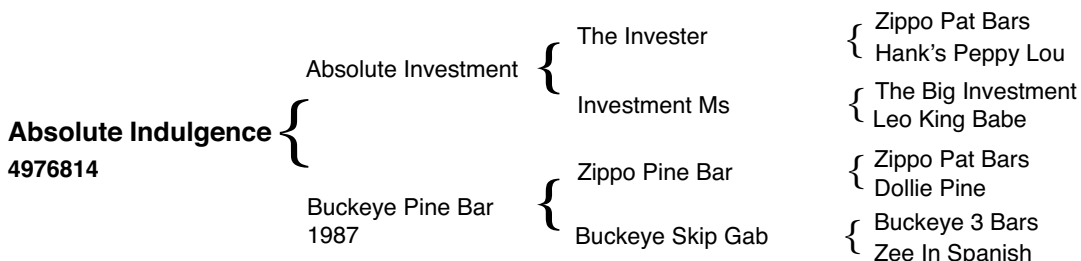 Absolute Indulgence
4976814
Absolute Investment
The Invester
Zippo Pat Bars
Hank's Peppy Lou
Investment Ms
The Big Investment
Leo King Babe
Buckeye Pine Bar
1987
Zippo Pine Bar
Zippo Pat Bars
Dollie Pine
Buckeye Skip Gab
Buckeye 3 Bars
Zee In Spanish